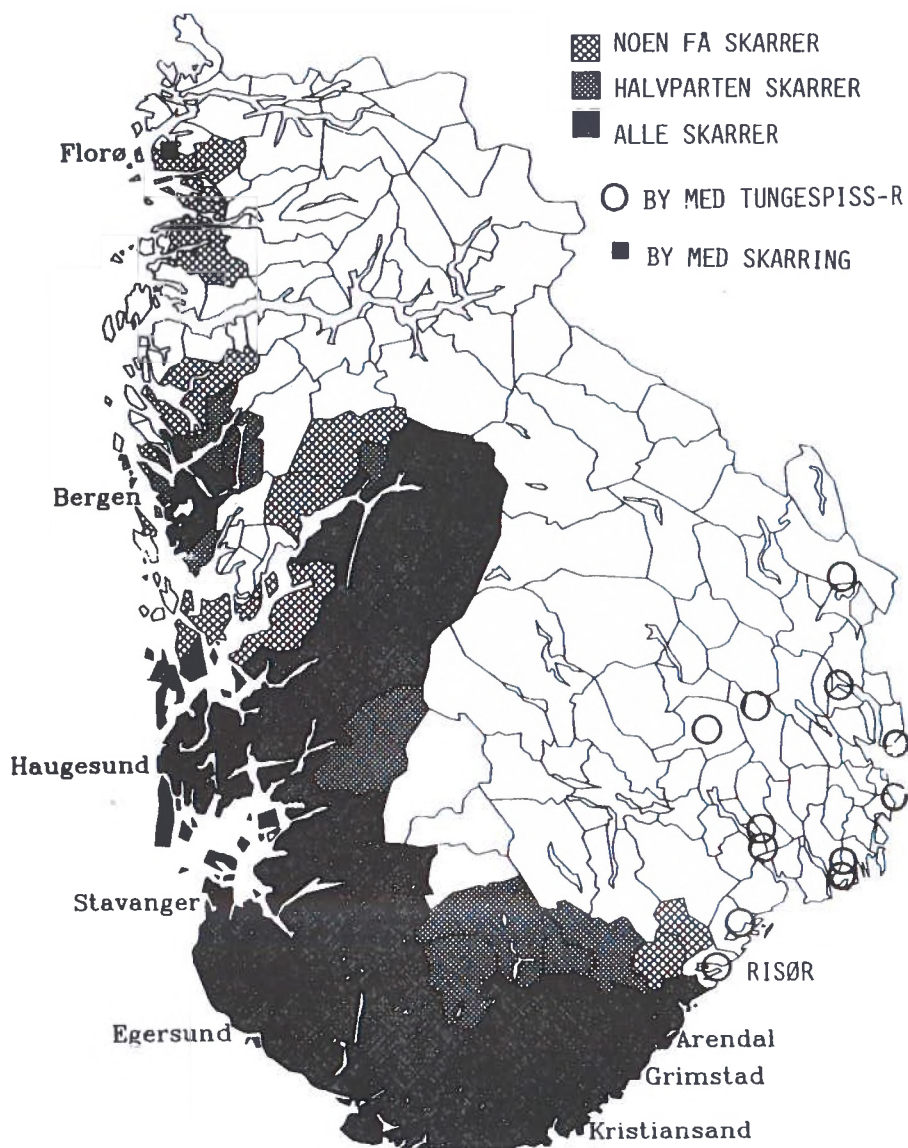 NOEN FÅ SKARRER
HALVPARTEN SKARRER
ALLE SKARRER
Florø
BY MED TUNGESPISS-R
BY MED SKARRING
Bergen
Haugesund
Stavanger
RISØR
Egersund
Arendal
Grimstad
Kristiansand